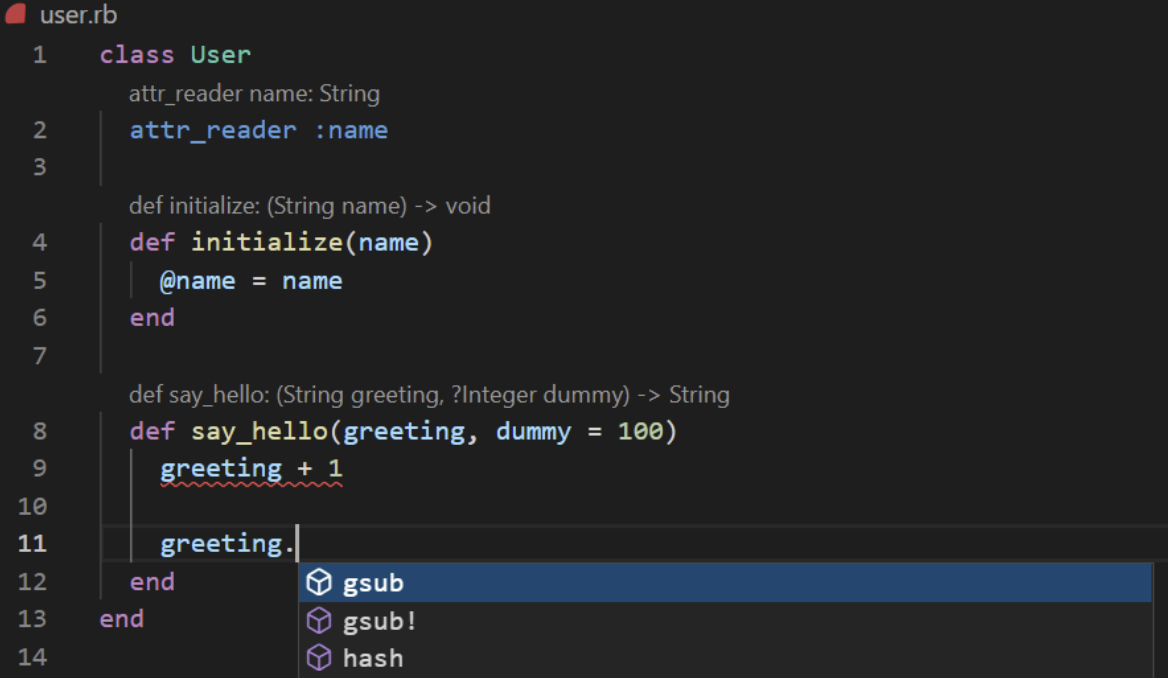 user.rb
1 class User
attr_reader name: String
2 attr_reader :name
3
def initialize: (String name) -> void
4 def initialize(name)
5 @name = name
6 end
7
def say_hello: (String greeting, ?Integer dummy) -> String
8 def say_hello(greeting, dummy = 100)
9 greeting + 1
10
11 greeting.
12 end
gsub
13 end
gsub!
14
hash